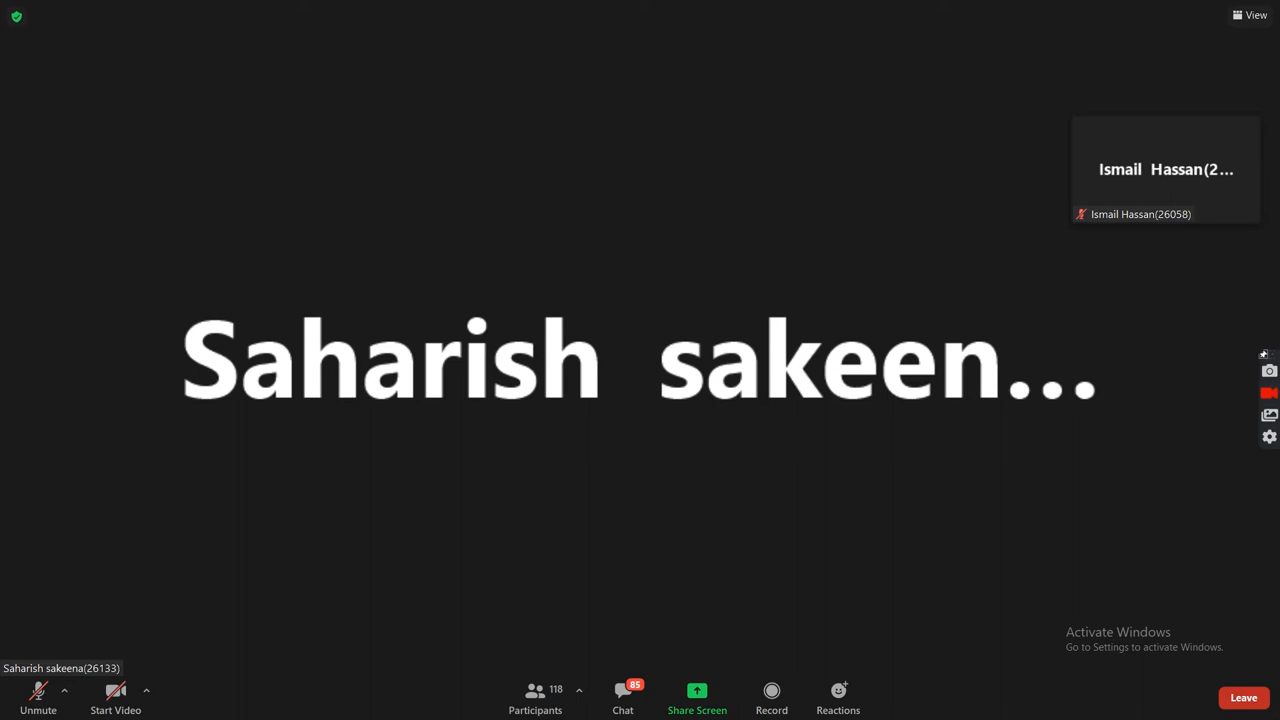 View
Ismail Hassan(2...
Ismail Hassan(26058)
Saharish sakeen...
Activate Windows
Go to Settings to activate Windows.
Saharish sakeena(26133)
118
85
Unmute
Start Video
Participants
Chat
Share Screen
Record
Reactions
Leave